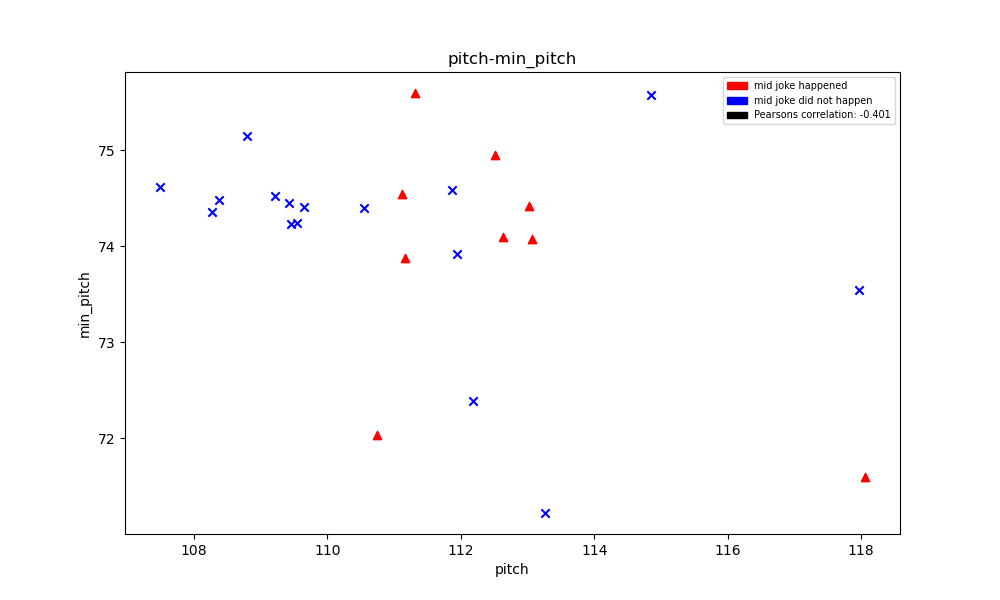 pitch-min_pitch
mid joke happened
mid joke did not happen
Pearsons correlation: -0.401
75
74
73
72
min_pitch
108 110 112 114 116 118
pitch